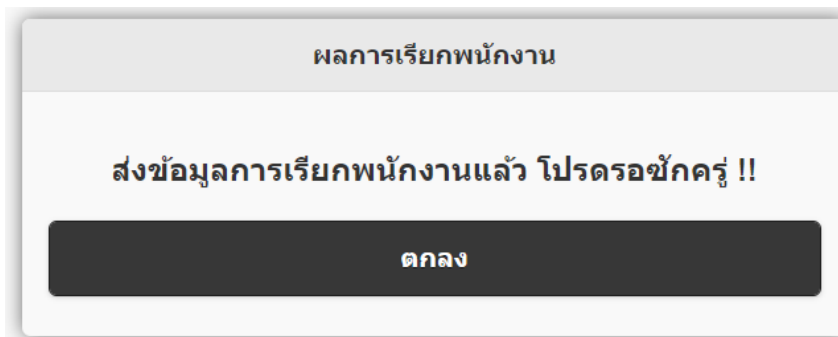 ผลการเรียกพนักงาน
ส่งข้อมูลการเรียกพนักงานแล้ว โปรดรอซักครู่ !!
ตกลง